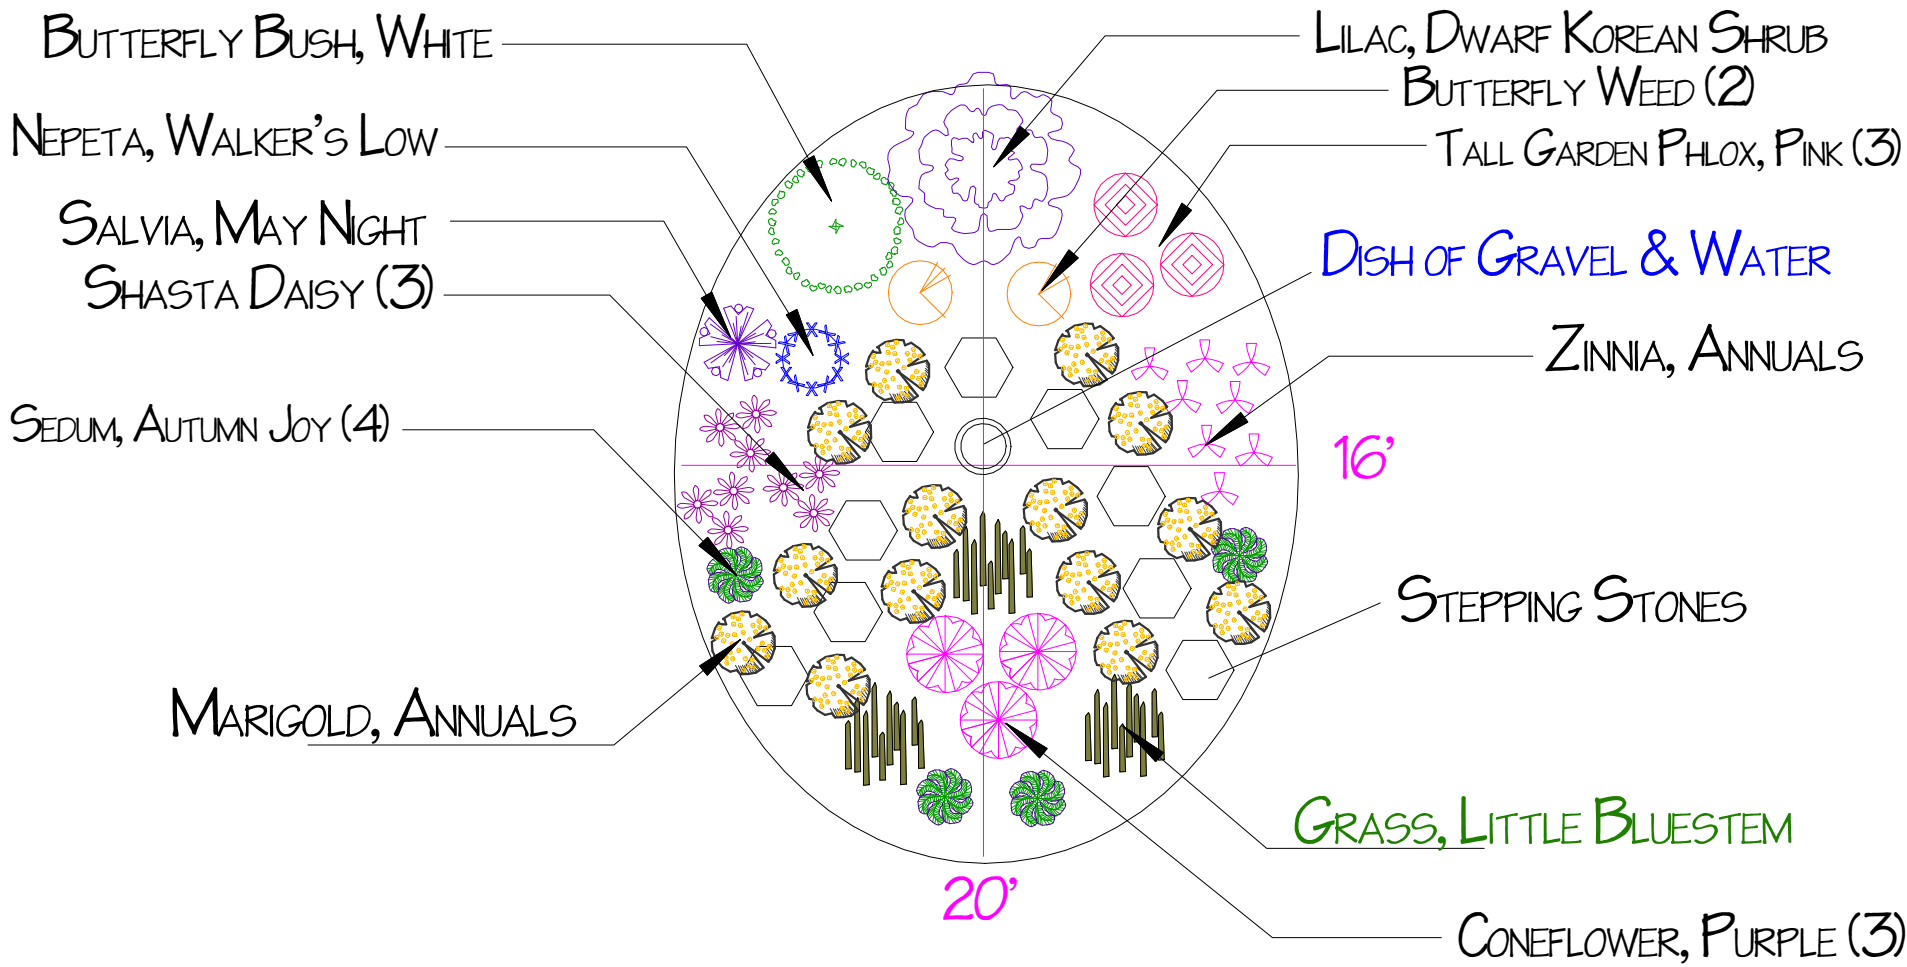 Butterfly Bush, White
Nepeta, Walker's Low
Salvia, May Night
Shasta Daisy (3)
Sedum, Autumn Joy (4)
Marigold, Annuals
Lilac, Dwarf Korean Shrub
Butterfly Weed (2)
Tall Garden Phlox, Pink (3)
Dish of Gravel & Water
Zinnia, Annuals
16'
Stepping Stones
Grass, Little Bluestem
20'
Coneflower, Purple (3)